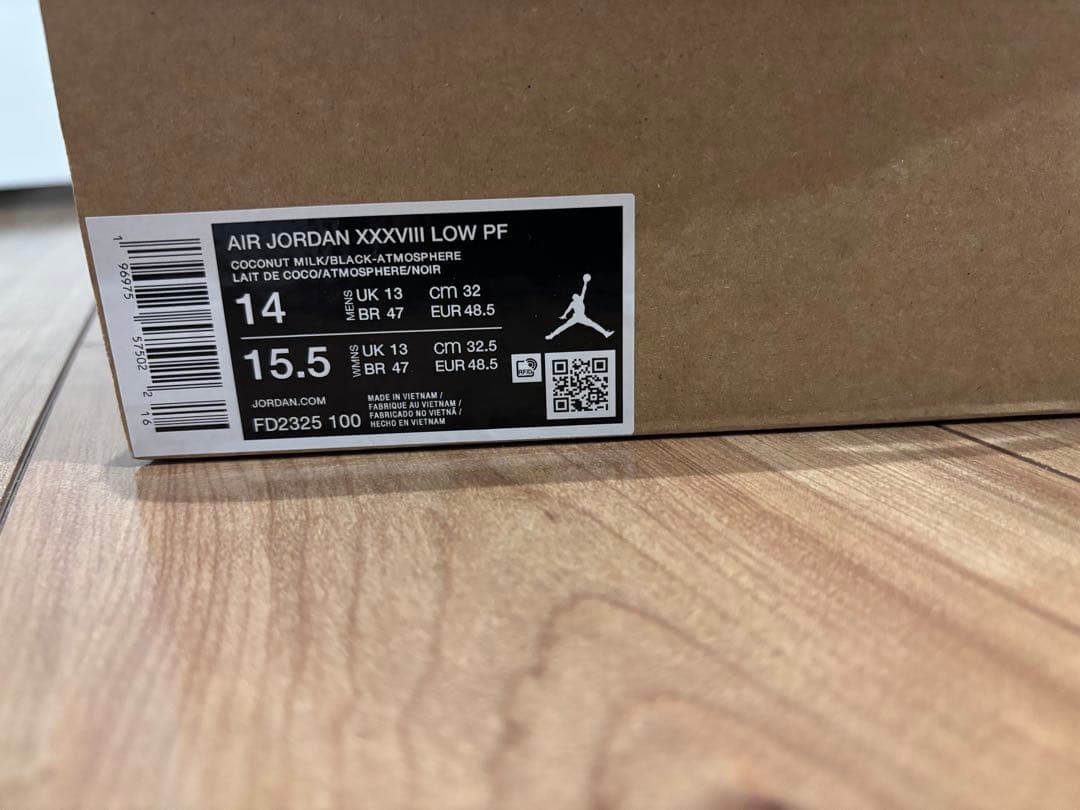 AIR JORDAN XXXVIII LOW PF
COCONUT MILK/BLACK-ATMOSPHERE
LAIT DE COCO/ATMOSPHERE/NOIR
14 MENS UK 13 cm 32
BR 47 EUR 48.5
15.5 WMNS UK 13 cm 32.5
BR 47 EUR 48.5
RFID
JORDAN.COM
FD2325 100
MADE IN VIETNAM /
FABRIQUE AU VIETNAM /
FABRICADO NO VIETNÃ /
HECHO EN VIETNAM
1 96975 57502 2 16